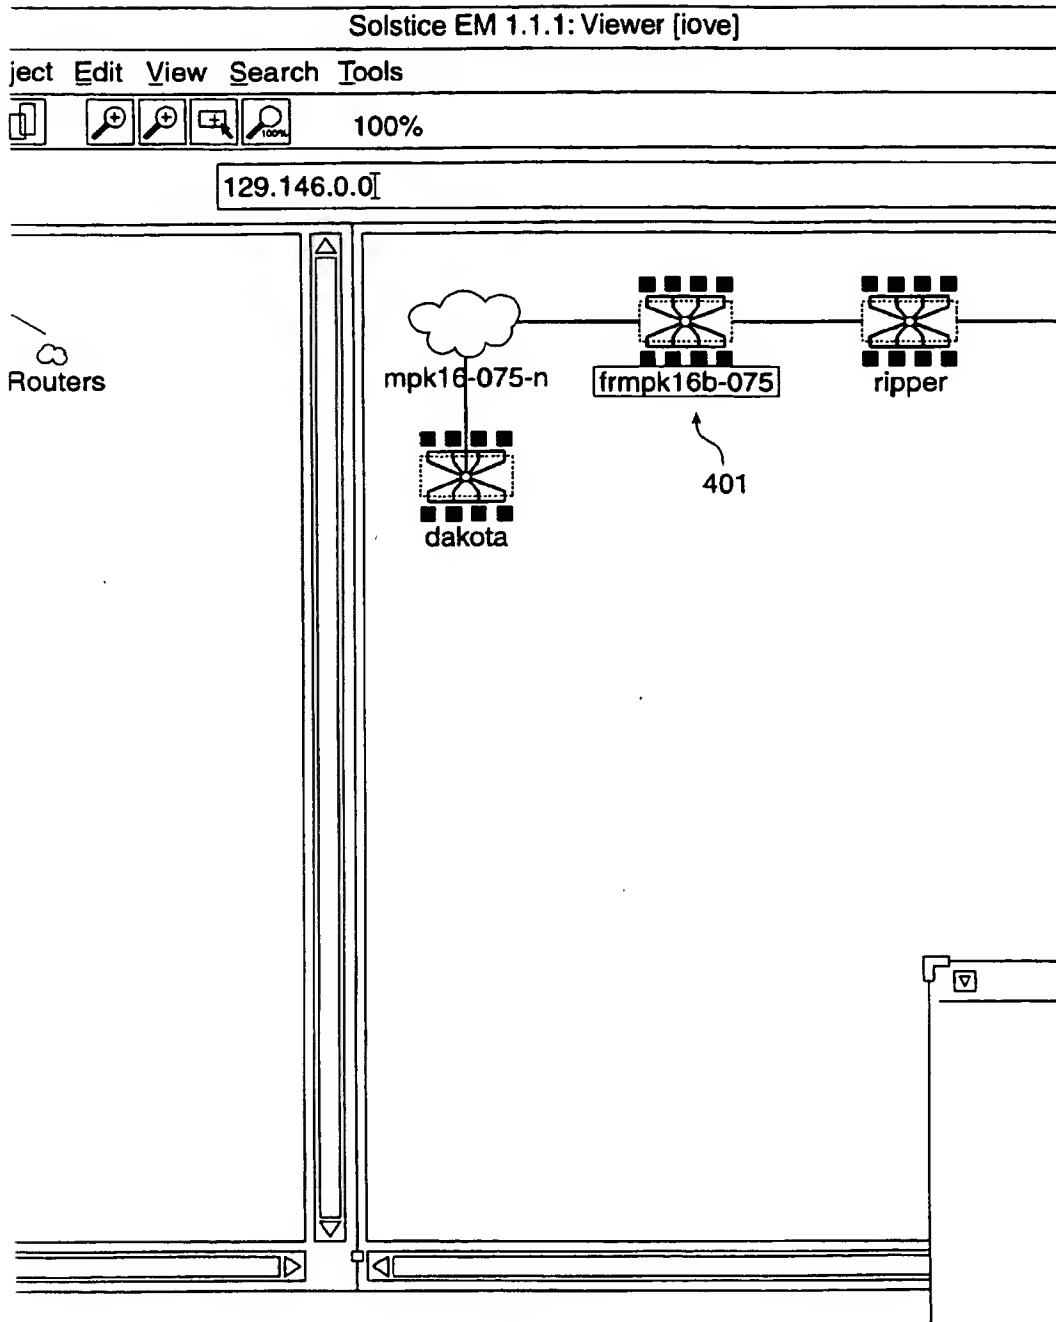 Solstice EM 1.1.1: Viewer [iove]
ject Edit View Search Tools
100% 100%
129.146.0.0
Routers
mpk16-075-n frmpk16b-075 ripper
401
dakota